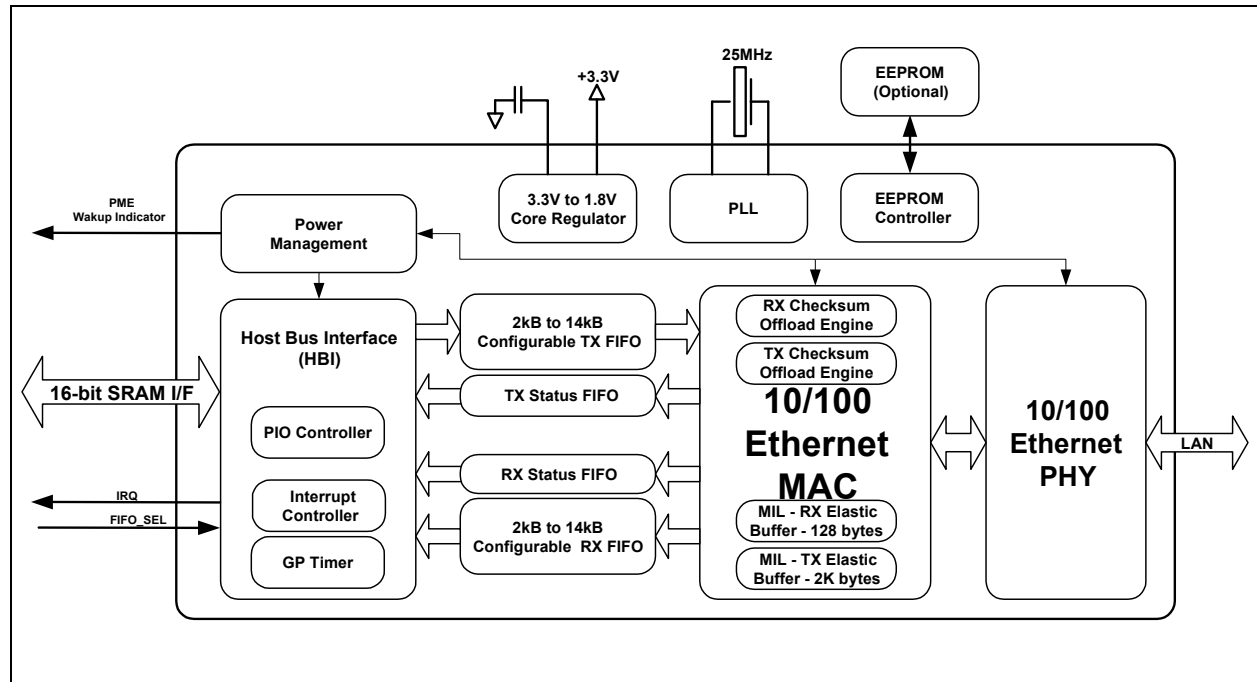 25MHz
+3.3V
EEPROM
(Optional)
3.3V to 1.8V
Core Regulator
PLL
EEPROM
Controller
PME
Wakup Indicator
Power
Management
Host Bus Interface
(HBI)
2kB to 14kB
Configurable TX FIFO
RX Checksum
Offload Engine
TX Checksum
Offload Engine
16-bit SRAM I/F
TX Status FIFO
10/100
Ethernet
MAC
10/100
Ethernet
PHY
LAN
PIO Controller
RX Status FIFO
IRQ
FIFO_SEL
Interrupt
Controller
2kB to 14kB
Configurable RX FIFO
MIL - RX Elastic
Buffer - 128 bytes
GP Timer
MIL - TX Elastic
Buffer - 2K bytes